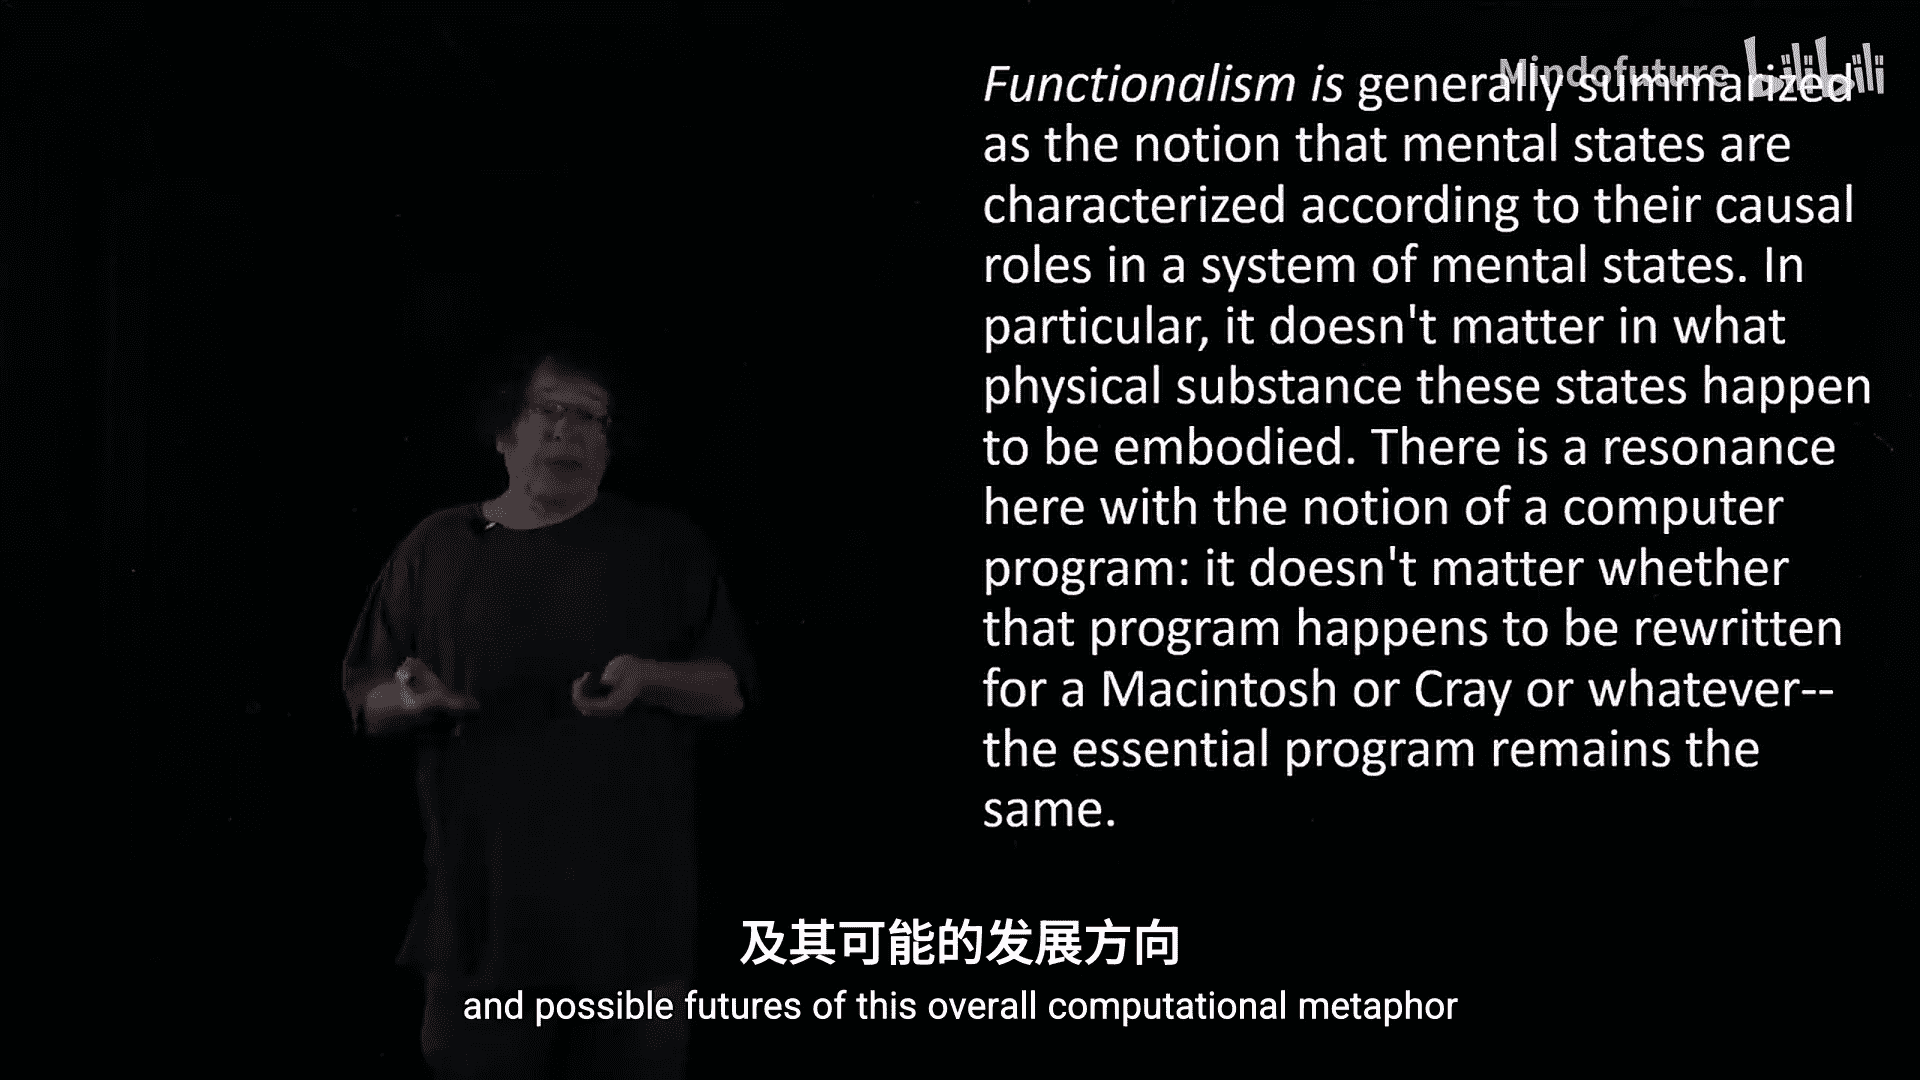 Mindofuture bilibili
Functionalism is generally summarized
as the notion that mental states are
characterized according to their causal
roles in a system of mental states. In
particular, it doesn't matter in what
physical substance these states happen
to be embodied. There is a resonance
here with the notion of a computer
program: it doesn't matter whether
that program happens to be rewritten
for a Macintosh or Cray or whatever--
the essential program remains the
same.
及其可能的发展方向
and possible futures of this overall computational metaphor